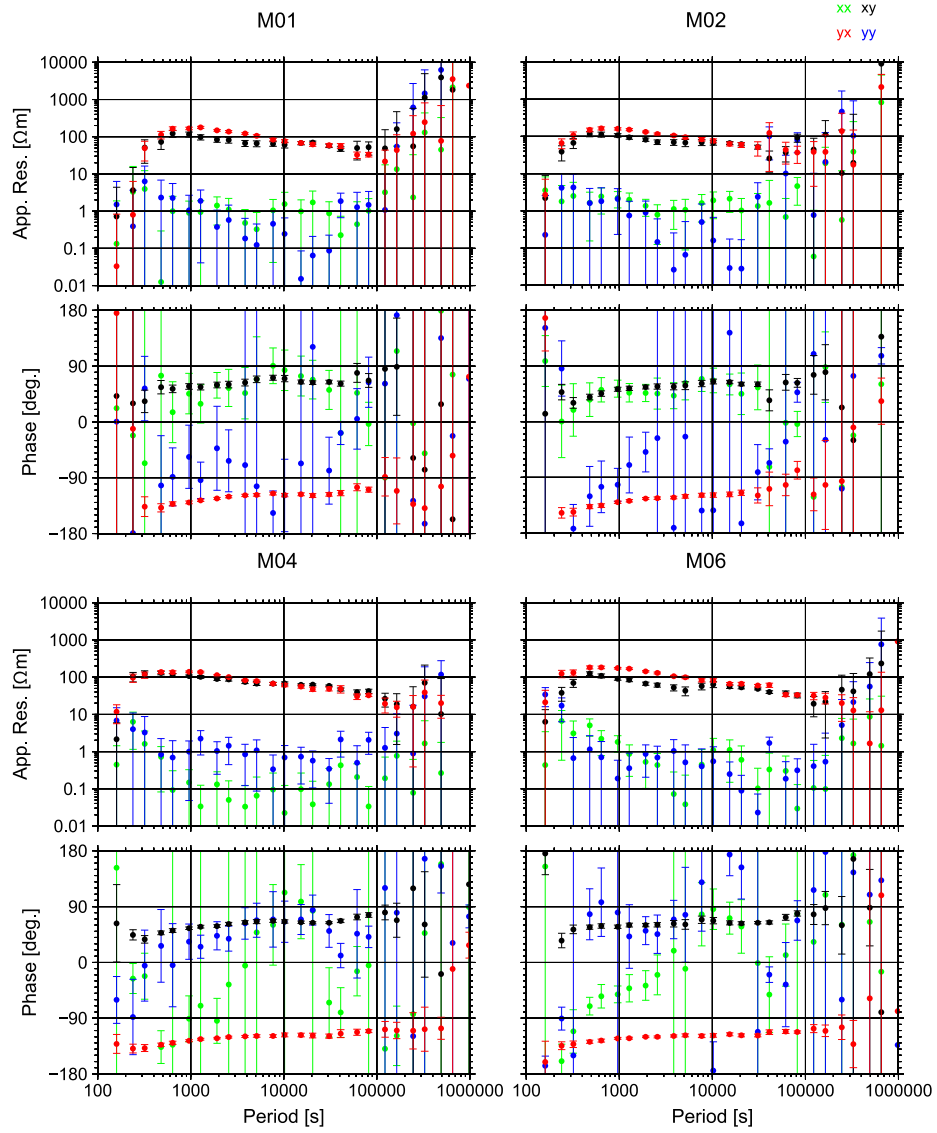 xx xy
M01 M02
yx yy
10000
1000
100
10
1
0.1
0.01
App. Res. [Ωm]
180
90
0
−90
−180
Phase [deg.]
M04 M06
10000
1000
100
10
1
0.1
0.01
App. Res. [Ωm]
180
90
0
−90
−180
Phase [deg.]
100 1000 10000 100000 1000000 1000 10000 100000 1000000
Period [s] Period [s]